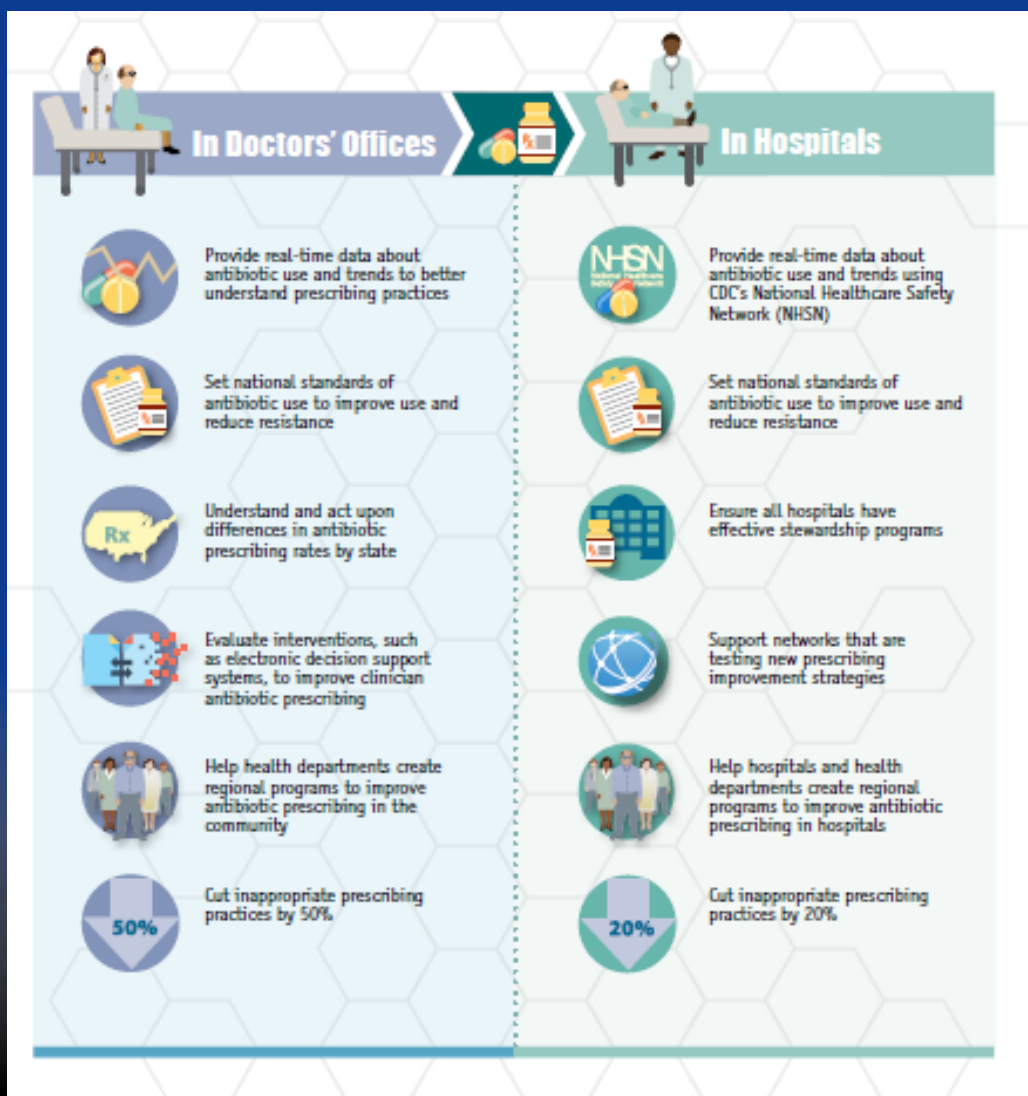 In Doctors' Offices
Provide real-time data about
antibiotic use and trends to better
understand prescribing practices
Set national standards of
antibiotic use to improve use and
reduce resistance
Rx
Understand and act upon
differences in antibiotic
prescribing rates by state
Evaluate interventions, such
as electronic decision support
systems, to improve clinician
antibiotic prescribing
Help health departments create
regional programs to improve
antibiotic prescribing in the
community
50%
Cut inappropriate prescribing
practices by 50%
In Hospitals
NHSN
National Healthcare
Safety Network
Provide real-time data about
antibiotic use and trends using
CDC's National Healthcare Safety
Network (NHSN)
Set national standards of
antibiotic use to improve use and
reduce resistance
Ensure all hospitals have
effective stewardship programs
Support networks that are
testing new prescribing
improvement strategies
Help hospitals and health
departments create regional
programs to improve antibiotic
prescribing in hospitals
20%
Cut inappropriate prescribing
practices by 20%